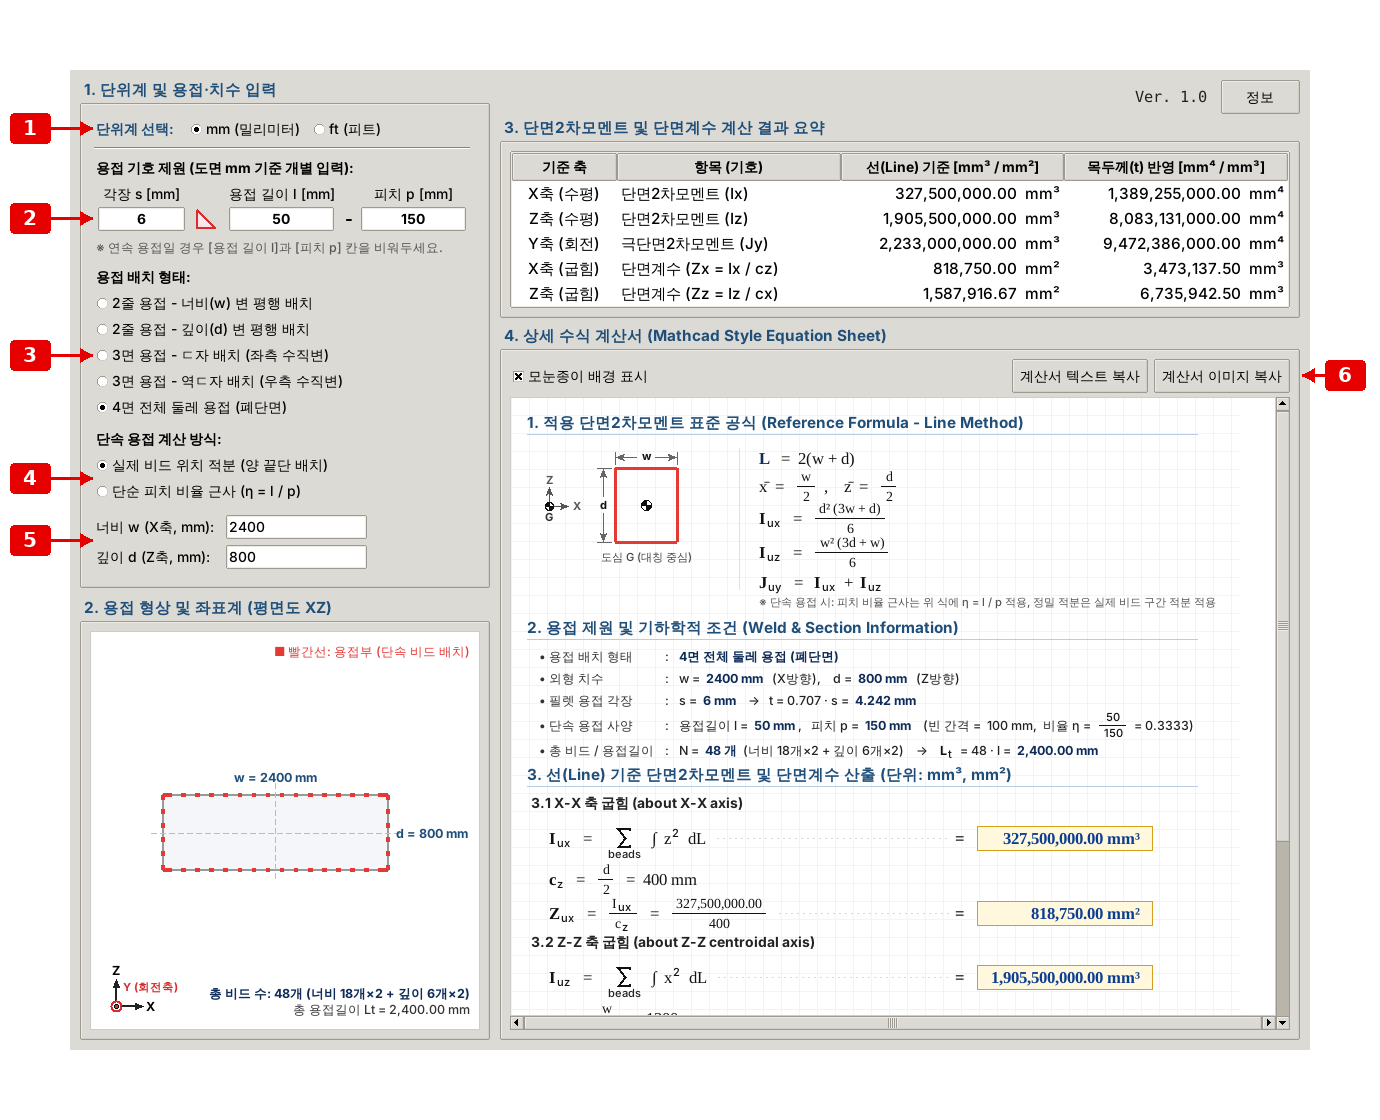 1. 단위계 및 용접·치수 입력
1
단위계 선택: mm (밀리미터) ft (피트)
용접 기호 제원 (도면 mm 기준 개별 입력):
각장 s [mm] 용접 길이 l [mm] 피치 p [mm]
2
6 50 - 150
※ 연속 용접일 경우 [용접 길이 l]과 [피치 p] 칸을 비워두세요.
용접 배치 형태:
2줄 용접 - 너비(w) 변 평행 배치
2줄 용접 - 깊이(d) 변 평행 배치
3
3면 용접 - ㄷ자 배치 (좌측 수직변)
3면 용접 - 역ㄷ자 배치 (우측 수직변)
4면 전체 둘레 용접 (폐단면)
단속 용접 계산 방식:
실제 비드 위치 적분 (양 끝단 배치)
4
단순 피치 비율 근사 (η = l / p)
너비 w (X축, mm): 2400
5
깊이 d (Z축, mm): 800
2. 용접 형상 및 좌표계 (평면도 XZ)
■ 빨간선: 용접부 (단속 비드 배치)
w = 2400 mm
d = 800 mm
Z
Y (회전축)
X
총 비드 수: 48개 (너비 18개×2 + 깊이 6개×2)
총 용접길이 Lt = 2,400.00 mm
Ver. 1.0 정보
3. 단면2차모멘트 및 단면계수 계산 결과 요약
기준 축 항목 (기호) 선(Line) 기준 [mm³ / mm²] 목두께(t) 반영 [mm⁴ / mm³]
X축 (수평) 단면2차모멘트 (Ix) 327,500,000.00 mm³ 1,389,255,000.00 mm⁴
Z축 (수평) 단면2차모멘트 (Iz) 1,905,500,000.00 mm³ 8,083,131,000.00 mm⁴
Y축 (회전) 극단면2차모멘트 (Jy) 2,233,000,000.00 mm³ 9,472,386,000.00 mm⁴
X축 (굽힘) 단면계수 (Zx = Ix / cz) 818,750.00 mm² 3,473,137.50 mm³
Z축 (굽힘) 단면계수 (Zz = Iz / cx) 1,587,916.67 mm² 6,735,942.50 mm³
4. 상세 수식 계산서 (Mathcad Style Equation Sheet)
모눈종이 배경 표시 계산서 텍스트 복사 계산서 이미지 복사
6
1. 적용 단면2차모멘트 표준 공식 (Reference Formula - Line Method)
w
d
Z
X
G
도심 G (대칭 중심)
L = 2(w + d)
x̄ = w/2 , z̄ = d/2
Iux = d² (3w + d) / 6
Iuz = w² (3d + w) / 6
Juy = Iux + Iuz
※ 단속 용접 시: 피치 비율 근사는 위 식에 η = l / p 적용, 정밀 적분은 실제 비드 구간 적분 적용
2. 용접 제원 및 기하학적 조건 (Weld & Section Information)
• 용접 배치 형태 : 4면 전체 둘레 용접 (폐단면)
• 외형 치수 : w = 2400 mm (X방향), d = 800 mm (Z방향)
• 필렛 용접 각장 : s = 6 mm → t = 0.707 · s = 4.242 mm
• 단속 용접 사양 : 용접길이 l = 50 mm , 피치 p = 150 mm (빈 간격 = 100 mm, 비율 η = 50/150 = 0.3333)
• 총 비드 / 용접길이 : N = 48 개 (너비 18개×2 + 깊이 6개×2) → Lt = 48 · l = 2,400.00 mm
3. 선(Line) 기준 단면2차모멘트 및 단면계수 산출 (단위: mm³, mm²)
3.1 X-X 축 굽힘 (about X-X axis)
Iux = Σ beads ∫ z² dL = 327,500,000.00 mm³
cz = d/2 = 400 mm
Zux = Iux/cz = 327,500,000.00/400 = 818,750.00 mm²
3.2 Z-Z 축 굽힘 (about Z-Z centroidal axis)
Iuz = Σ beads ∫ x² dL = 1,905,500,000.00 mm³
w